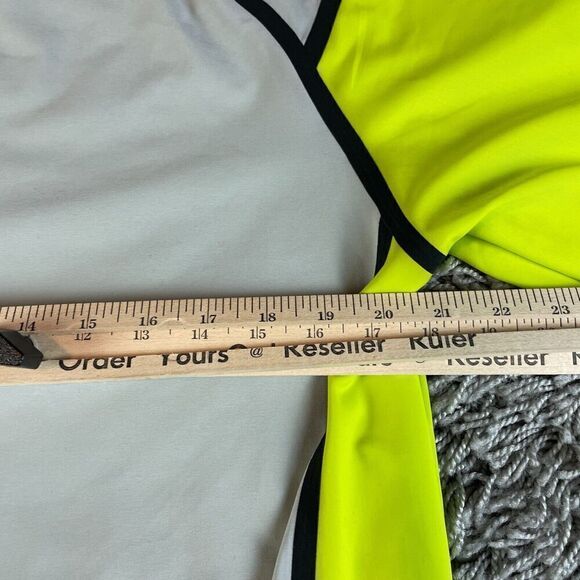 14 15 16 17 18 19 20 21 22 23
12 13 14 15 16 17 18 19
Order Yours @ Reseller Ruler
Reseller R